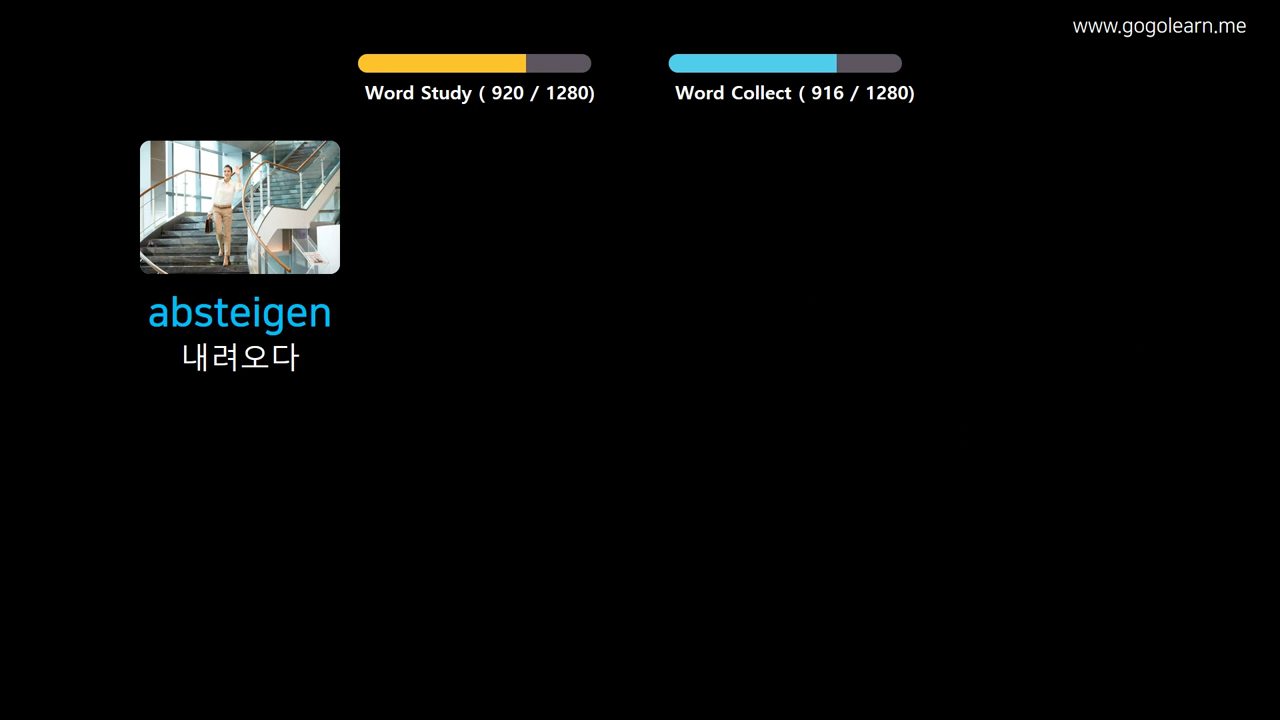 www.gogolearn.me
Word Study ( 920 / 1280)
Word Collect ( 916 / 1280)
absteigen
내려오다